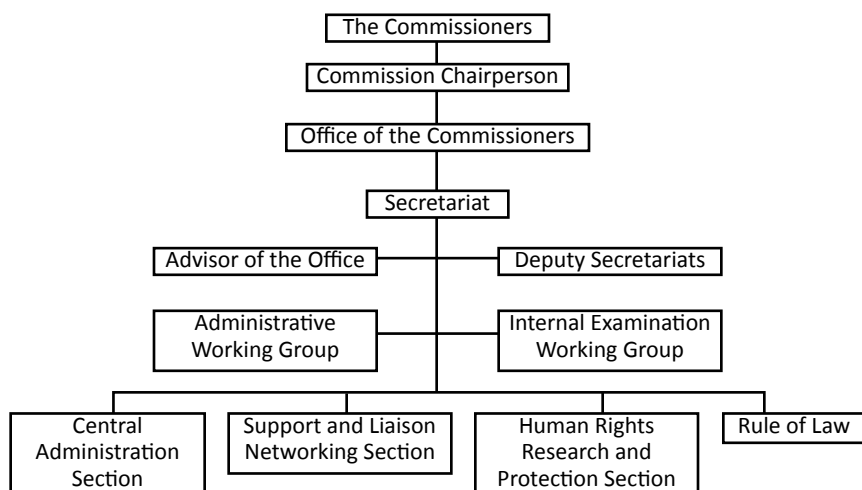 The Commissioners
Commission Chairperson
Office of the Commissioners
Secretariat
Advisor of the Office
Deputy Secretariats
Administrative
Working Group
Internal Examination
Working Group
Central
Administration
Section
Support and Liaison
Networking Section
Human Rights
Research and
Protection Section
Rule of Law